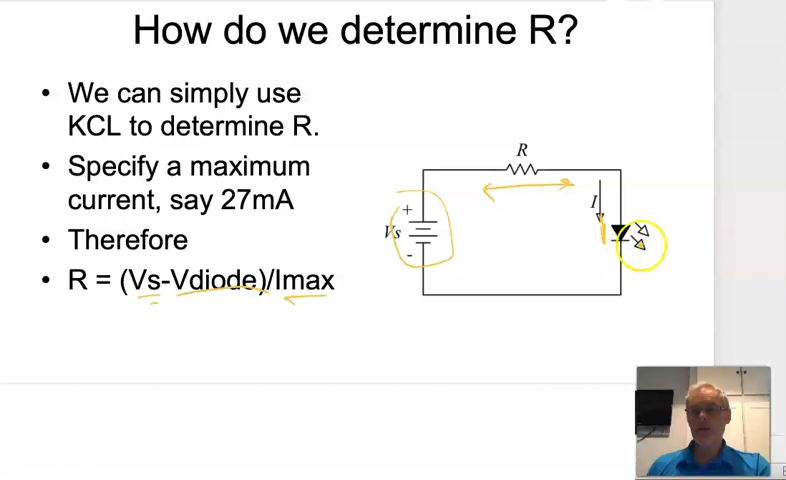 How do we determine R?
• We can simply use
KCL to determine R.
• Specify a maximum
current, say 27mA
• Therefore
• R = (Vs-Vdiode)/Imax
R
I
+
Vs
-